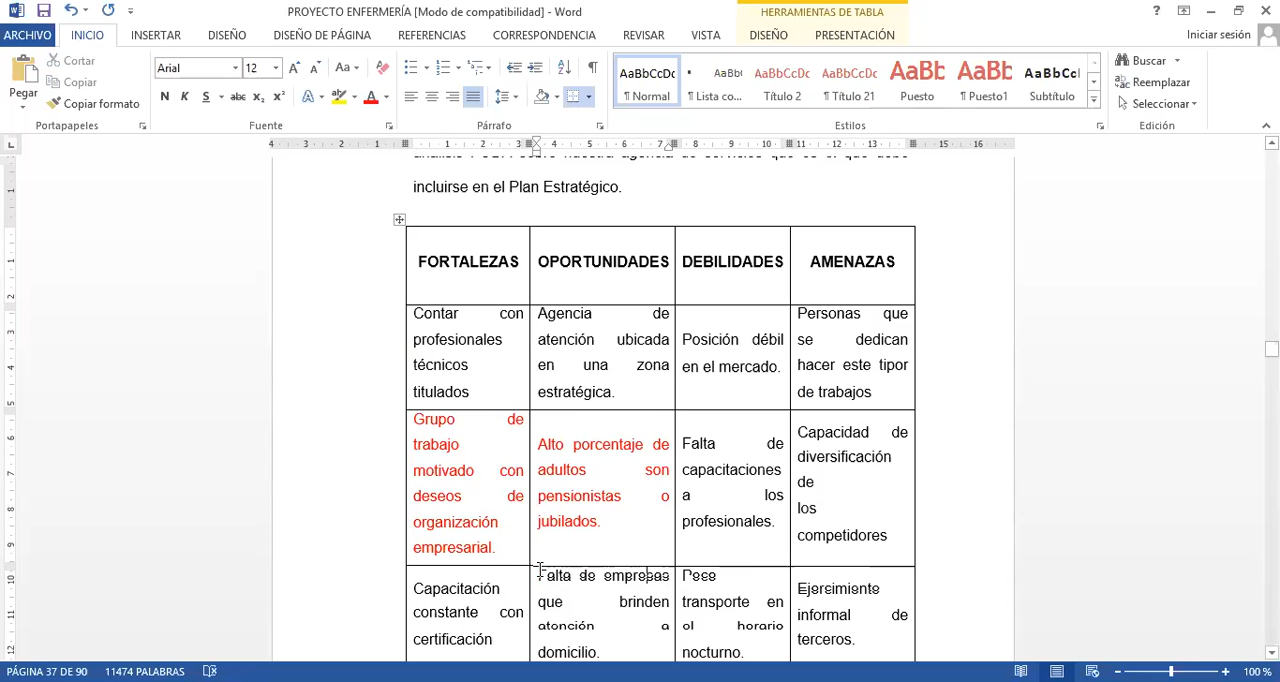 PROYECTO ENFERMERÍA [Modo de compatibilidad] - Word
HERRAMIENTAS DE TABLA
ARCHIVO INICIO INSERTAR DISEÑO DISEÑO DE PÁGINA REFERENCIAS CORRESPONDENCIA REVISAR VISTA DISEÑO PRESENTACIÓN Iniciar sesión
Pegar
Cortar
Copiar
Copiar formato
Portapapeles
Arial 12
N K S abc x₂ x²
Fuente
Párrafo
AaBbCcDc AaBbC AaBbCcDc AaBbCcDc AaBb AaBb AaBbCcl
¶ Normal ¶ Lista co... Título 2 ¶ Título 21 Puesto ¶ Puesto1 Subtítulo
Estilos
Buscar
Reemplazar
Seleccionar
Edición
incluirse en el Plan Estratégico.
FORTALEZAS OPORTUNIDADES DEBILIDADES AMENAZAS
Contar con
profesionales
técnicos
titulados
Agencia de
atención ubicada
en una zona
estratégica.
Posición débil
en el mercado.
Personas que
se dedican
hacer este tipor
de trabajos
Grupo de
trabajo
motivado con
deseos de
organización
empresarial.
Alto porcentaje de
adultos son
pensionistas o
jubilados.
Falta de
capacitaciones
a los
profesionales.
Capacidad de
diversificación
de
los
competidores
Capacitación
constante con
certificación
Falta de empresas
que brinden
atención a
domicilio.
transporte en
el horario
nocturno.
informal de
terceros.
PÁGINA 37 DE 90 11474 PALABRAS
100 %